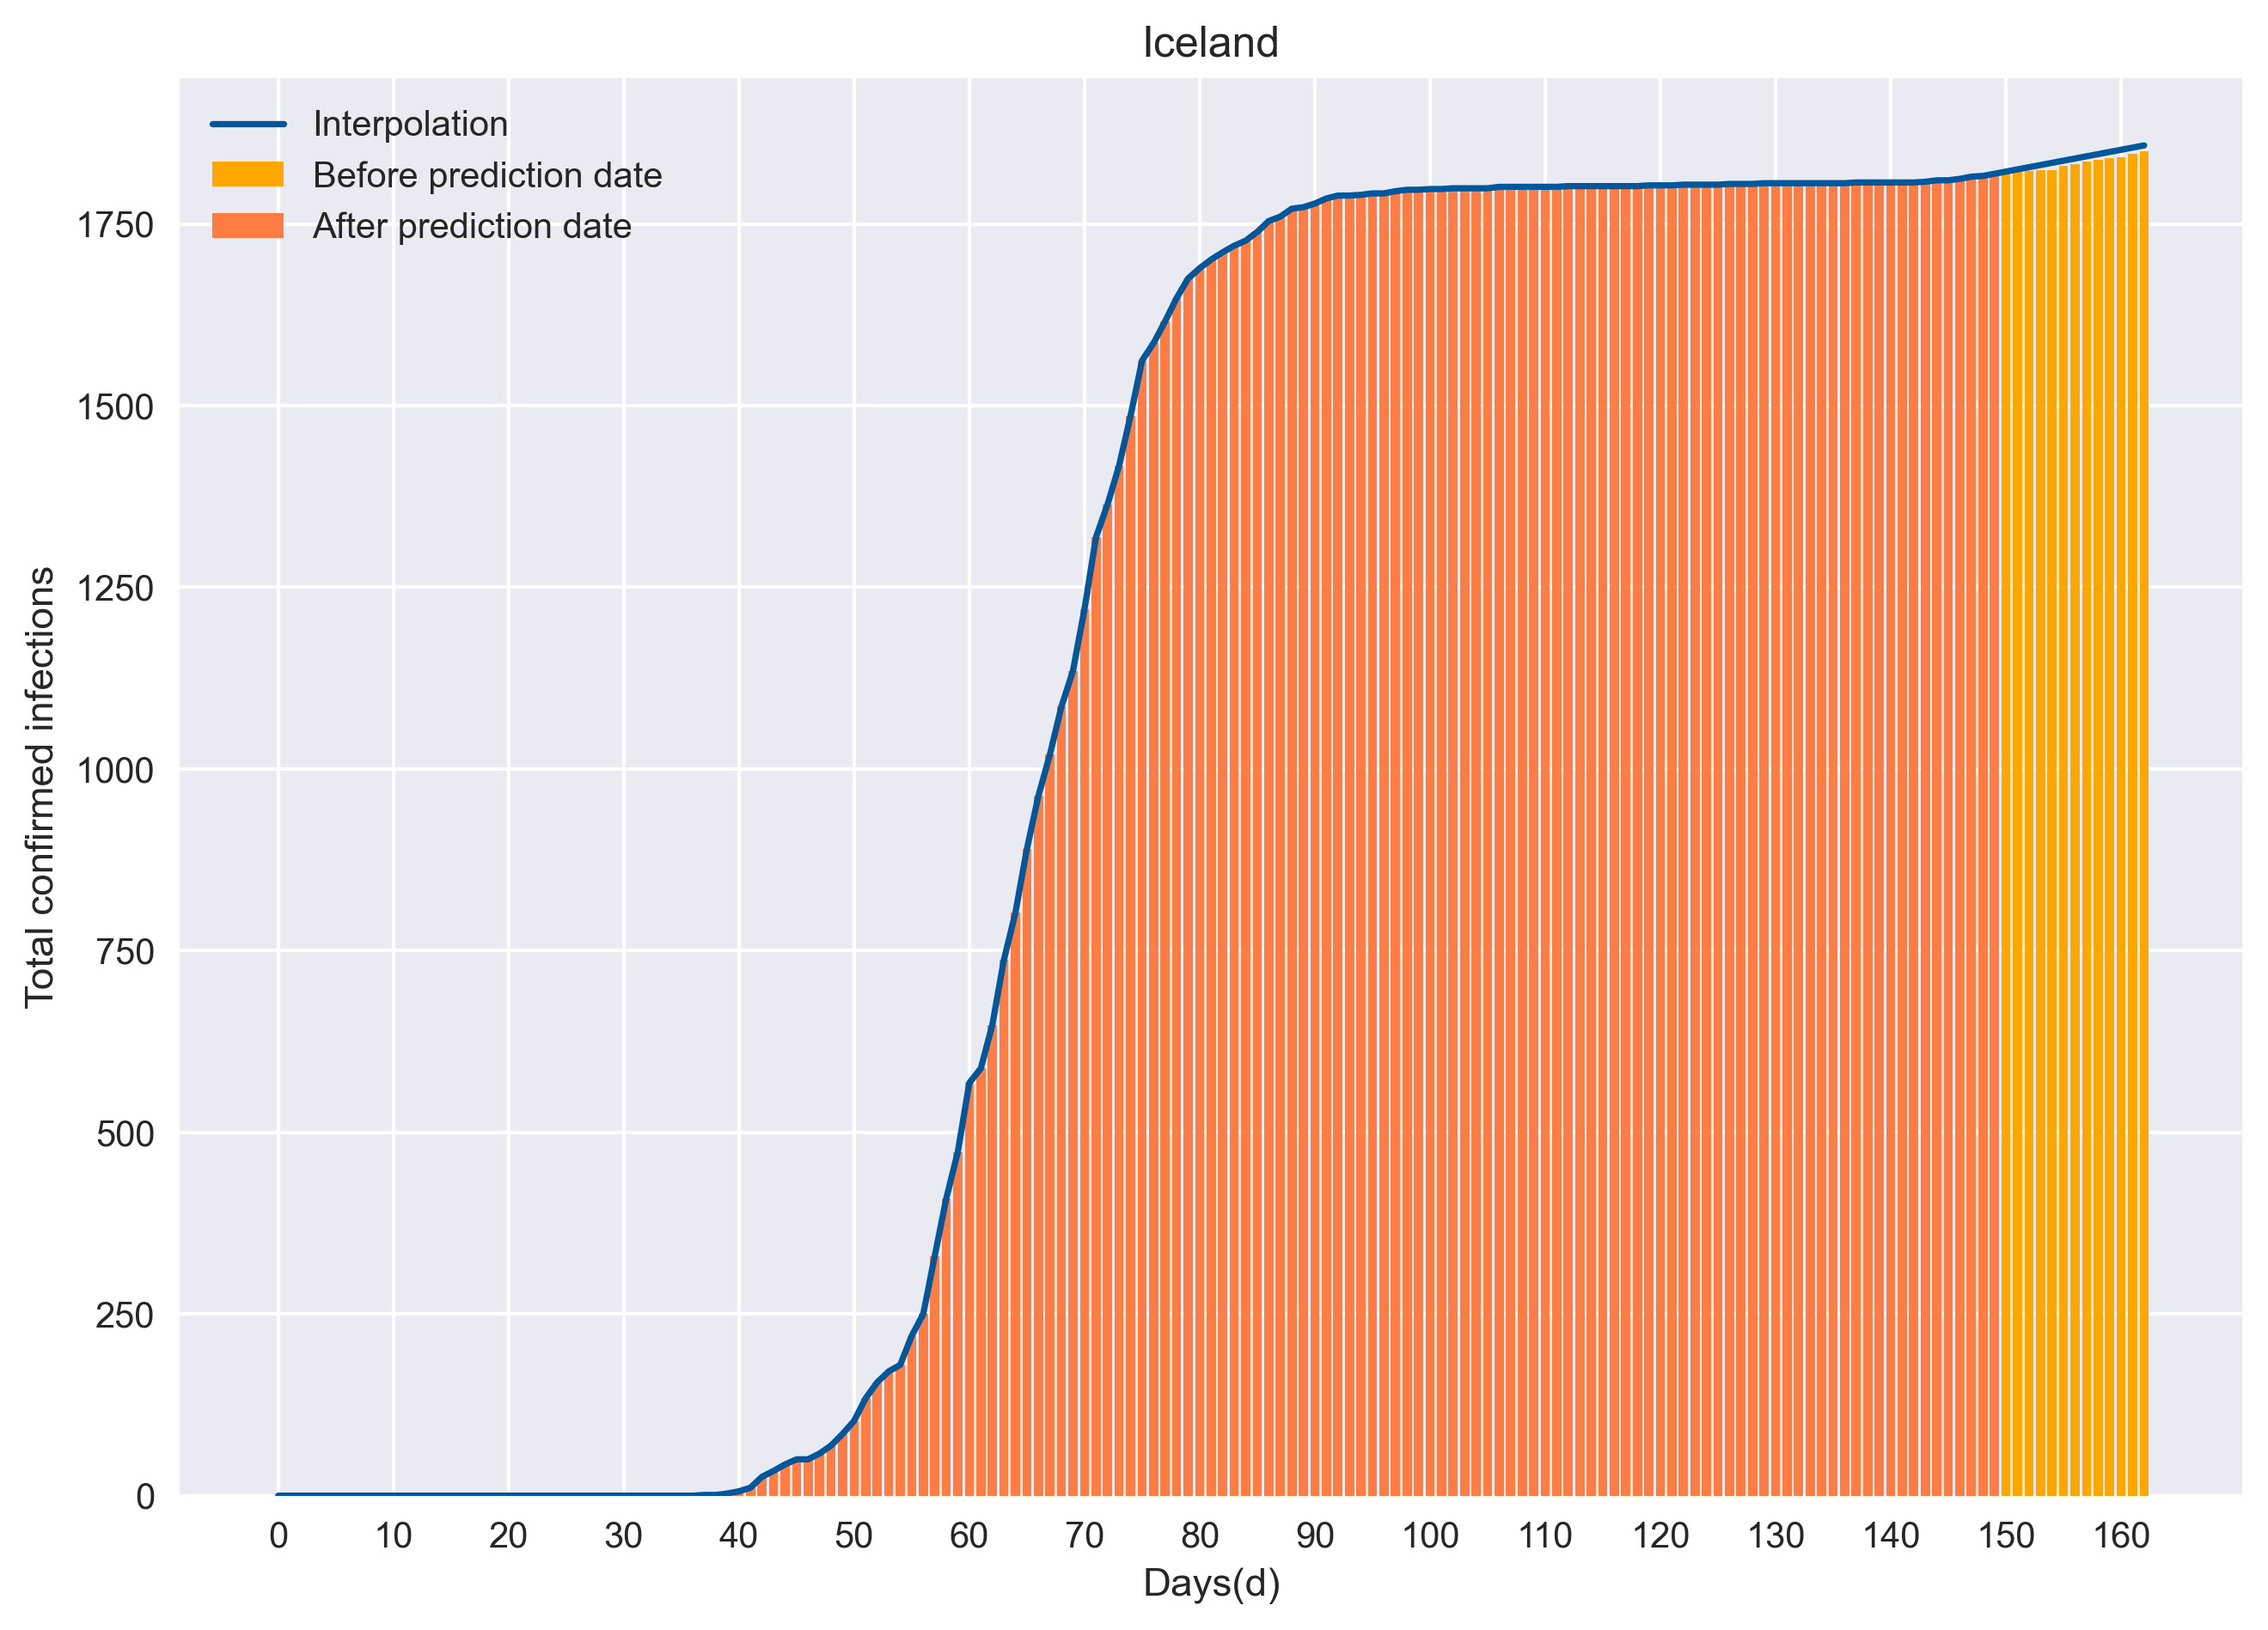 Iceland
Interpolation
Before prediction date
After prediction date
Total confirmed infections
1750
1500
1250
1000
750
500
250
0
0 10 20 30 40 50 60 70 80 90 100 110 120 130 140 150 160
Days(d)